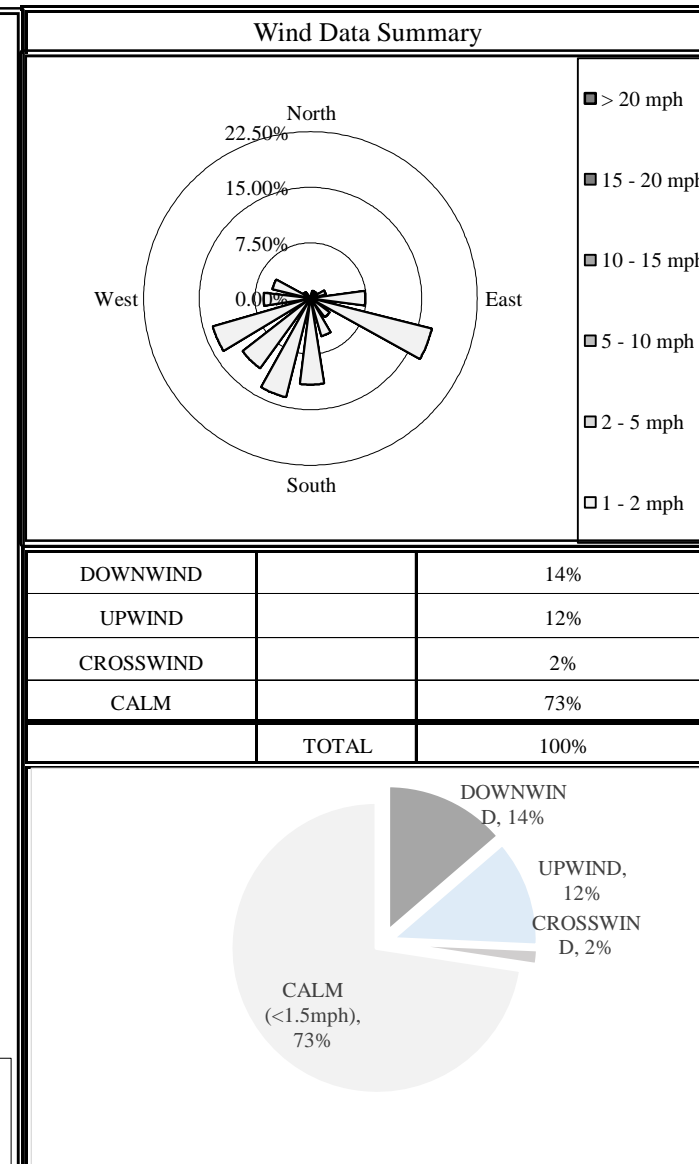 Wind Data Summary
North
22.50%
15.00%
7.50%
0.00%
West
East
South
> 20 mph
15 - 20 mph
10 - 15 mph
5 - 10 mph
2 - 5 mph
1 - 2 mph
DOWNWIND 14%
UPWIND 12%
CROSSWIND 2%
CALM 73%
TOTAL 100%
DOWNWIN
D, 14%
UPWIND,
12%
CROSSWIN
D, 2%
CALM
(<1.5mph),
73%